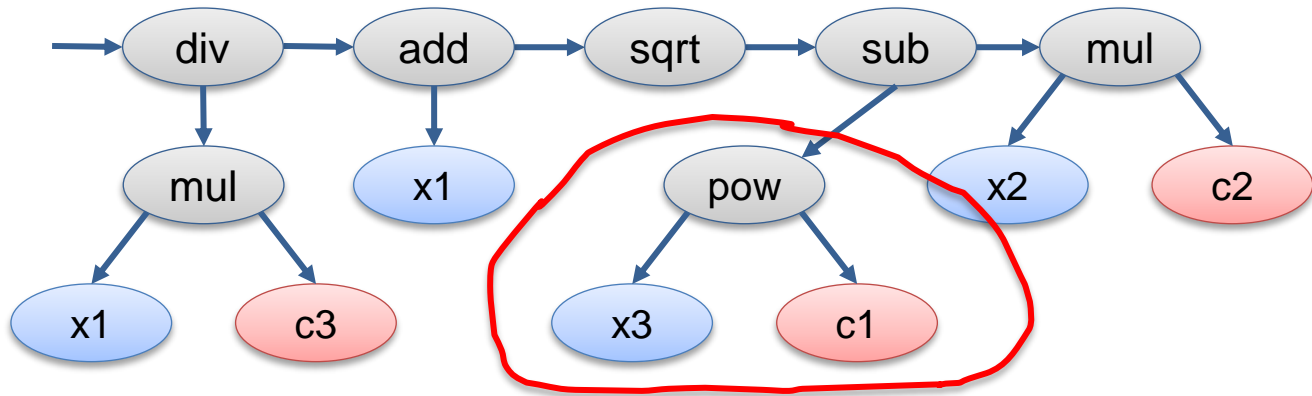 div add sqrt sub mul
mul x1 pow x2 c2
x1 c3 x3 c1